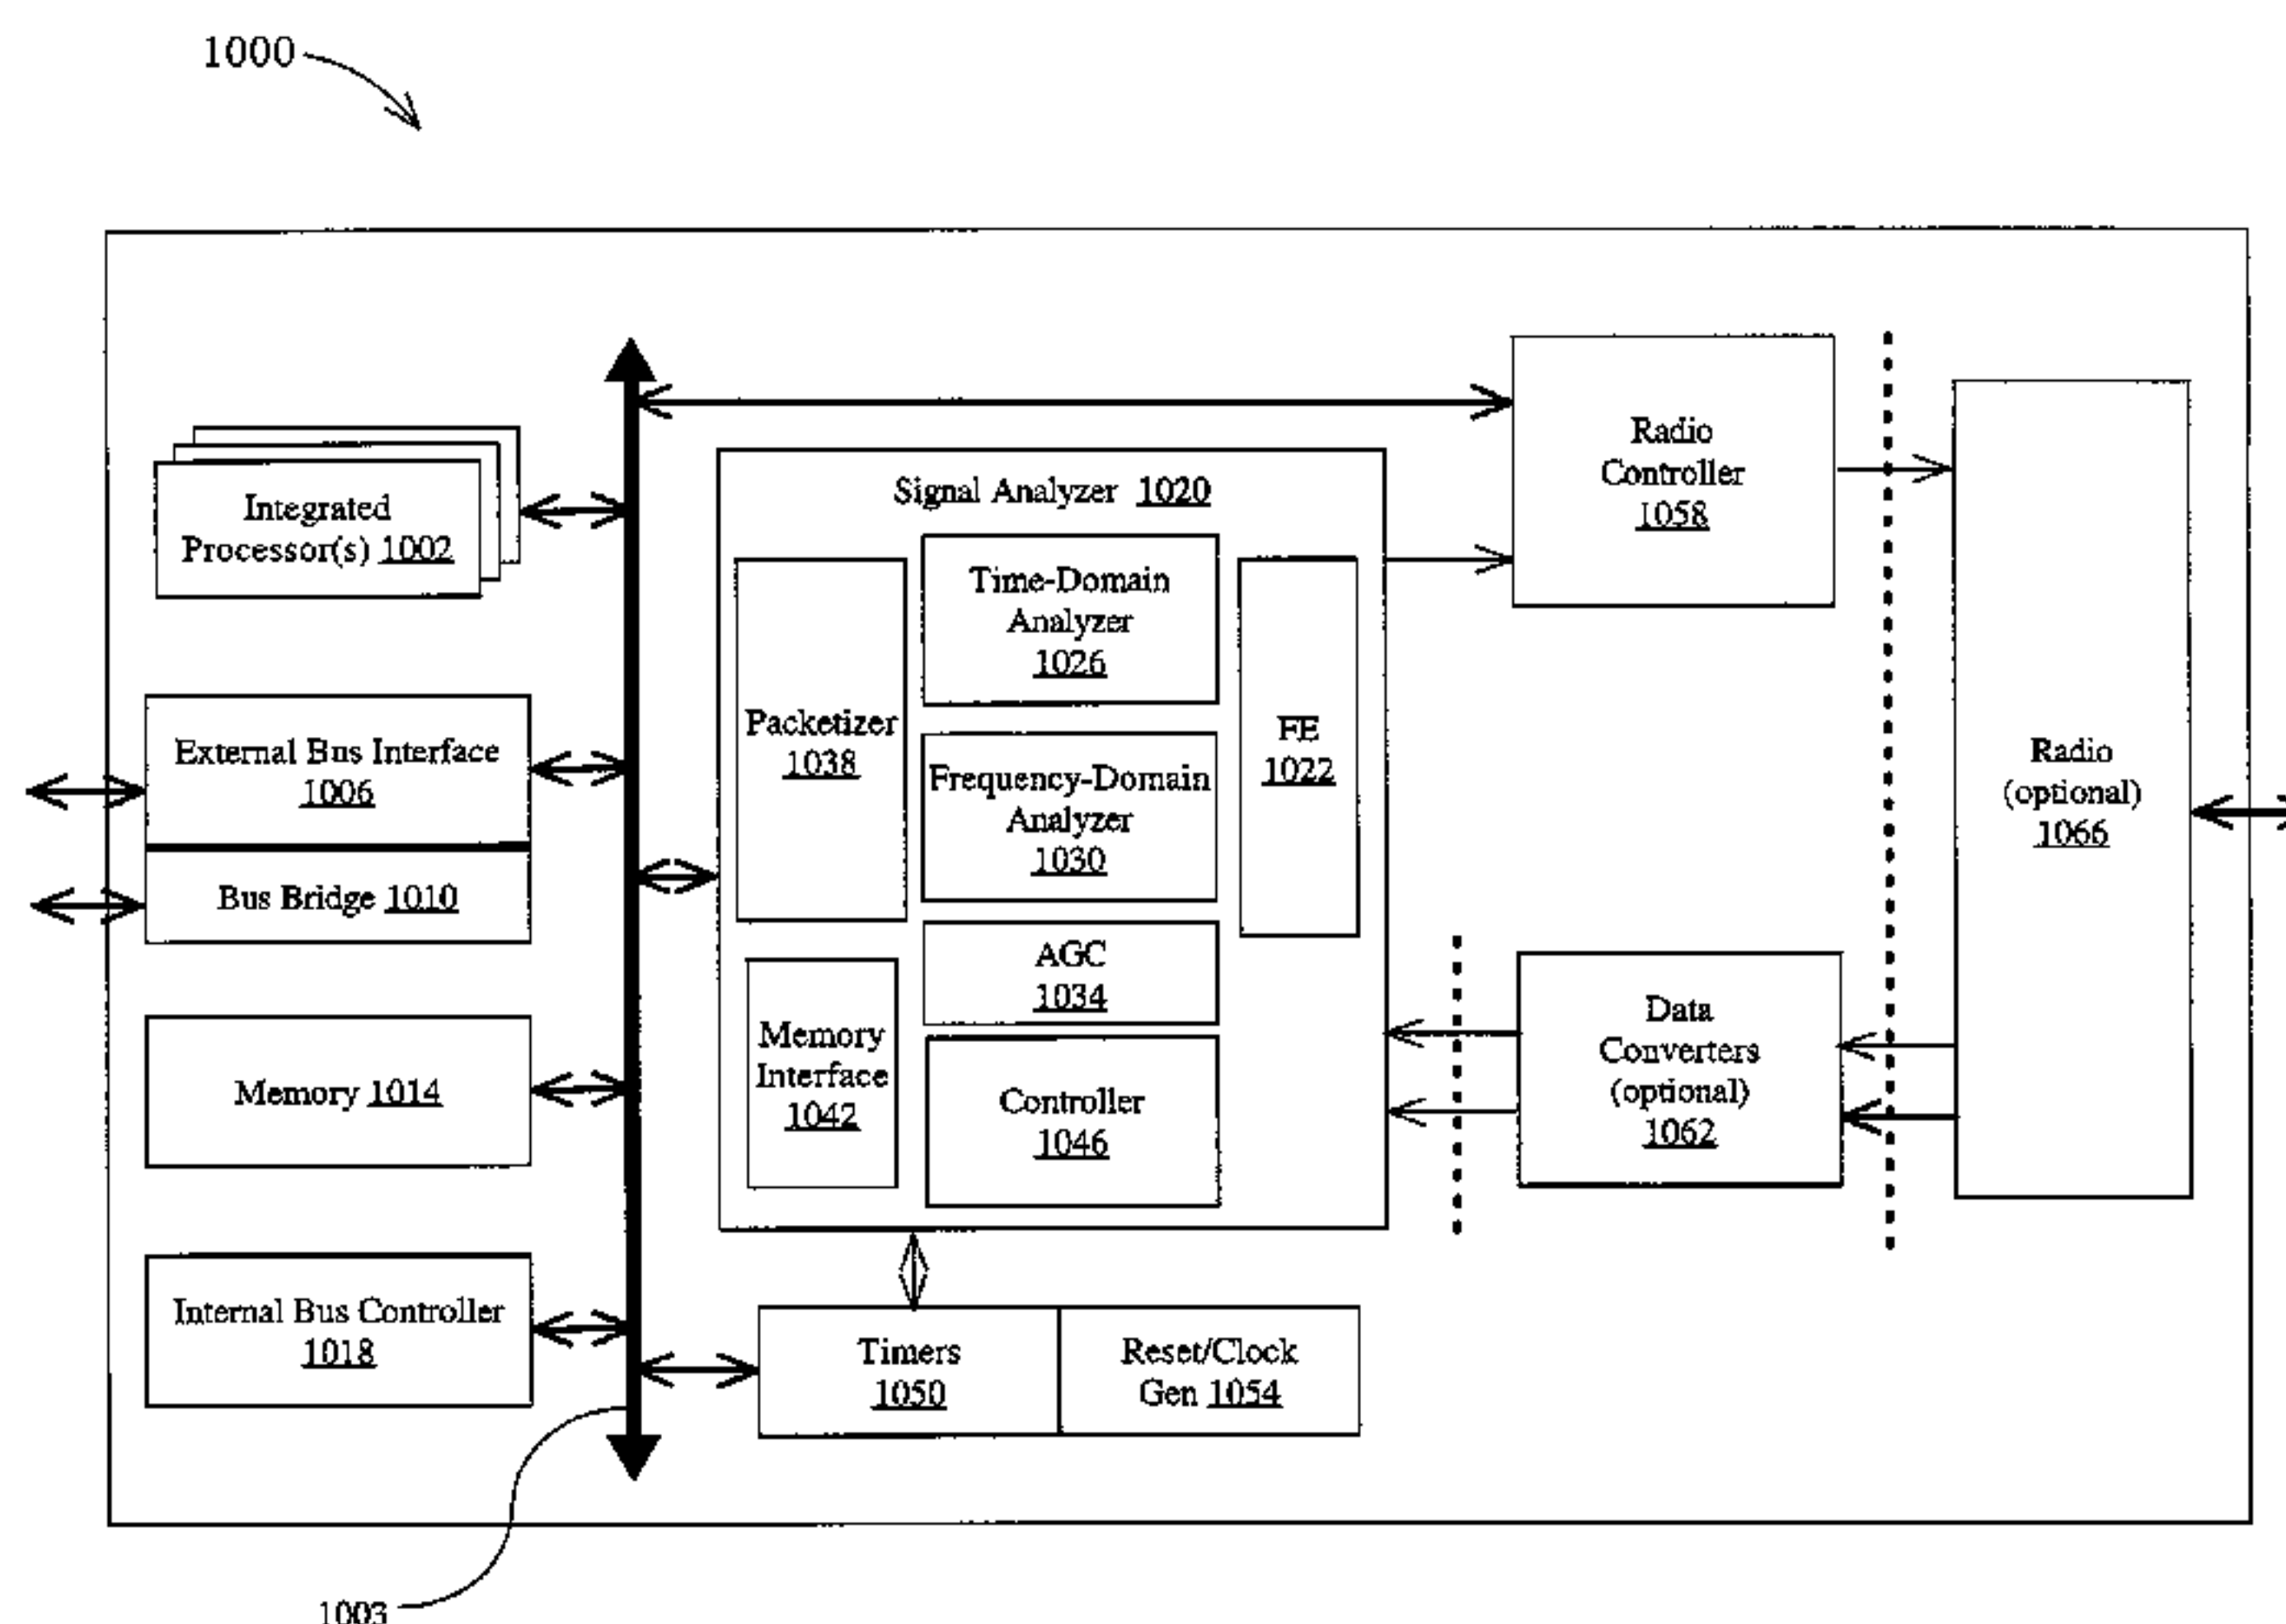 1000
Integrated
Processor(s) 1002
External Bus Interface
1006
Bus Bridge 1010
Memory 1014
Internal Bus Controller
1018
1003
Signal Analyzer 1020
Packetizer
1038
Time-Domain
Analyzer
1026
Frequency-Domain
Analyzer
1030
FE
1022
AGC
1034
Memory
Interface
1042
Controller
1046
Timers
1050
Reset/Clock
Gen 1054
Radio
Controller
1058
Data
Converters
(optional)
1062
Radio
(optional)
1066